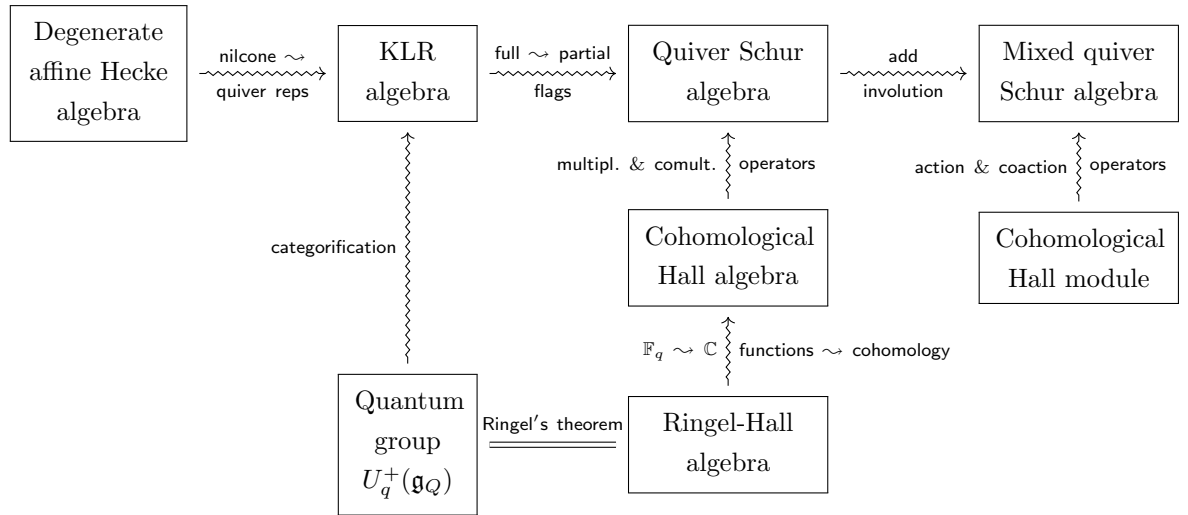 Degenerate
affine Hecke
algebra
nilcone ⇝
quiver reps
KLR
algebra
full ⇝ partial
flags
Quiver Schur
algebra
add
involution
Mixed quiver
Schur algebra
categorification
multipl. & comult. operators
action & coaction operators
Cohomological
Hall algebra
Cohomological
Hall module
𝔽_q ⇝ ℂ functions ⇝ cohomology
Quantum
group
U_q^+(𝔤_Q)
Ringel's theorem
Ringel-Hall
algebra